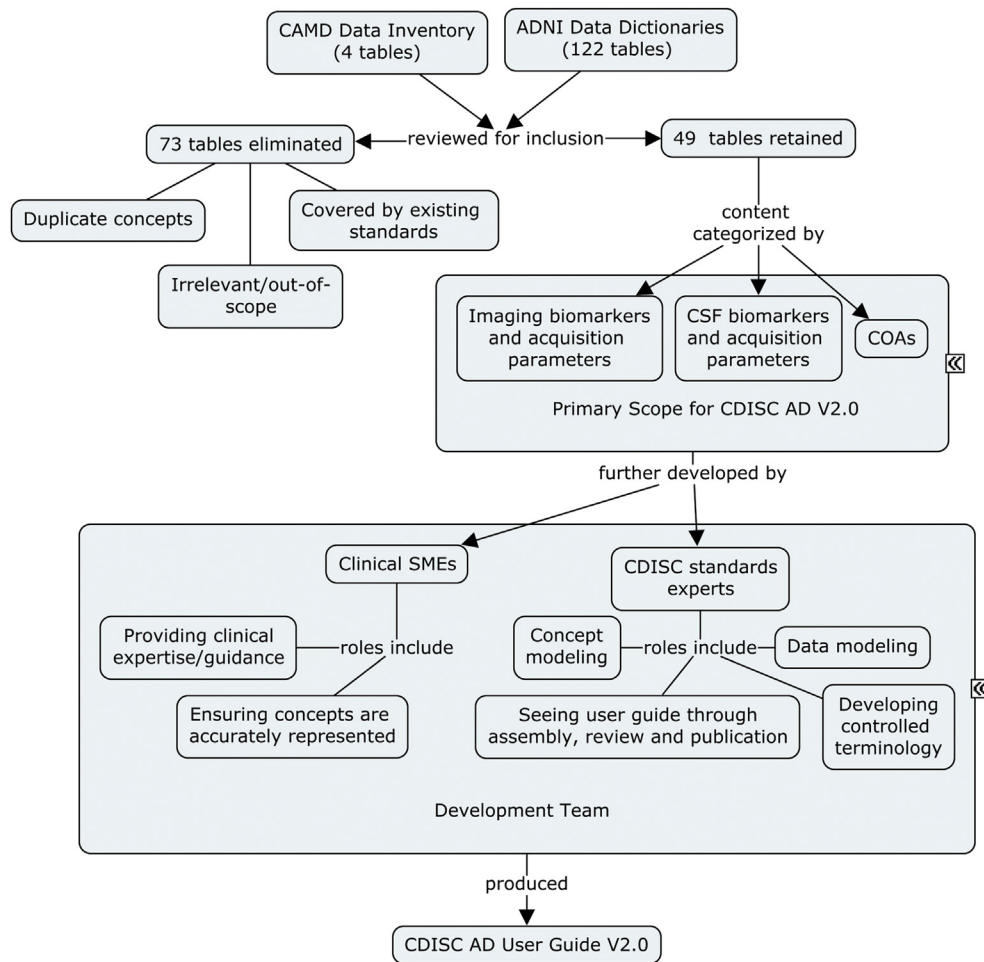 CAMD Data Inventory
(4 tables)
ADNI Data Dictionaries
(122 tables)
73 tables eliminated
reviewed for inclusion
49 tables retained
Duplicate concepts
Covered by existing
standards
Irrelevant/out-of-
scope
content
categorized by
Imaging biomarkers
and acquisition
parameters
CSF biomarkers
and acquisition
parameters
COAs
Primary Scope for CDISC AD V2.0
further developed by
Clinical SMEs
CDISC standards
experts
Providing clinical
expertise/guidance
roles include
Ensuring concepts are
accurately represented
Concept
modeling
roles include
Data modeling
Seeing user guide through
assembly, review and publication
Developing
controlled
terminology
Development Team
produced
CDISC AD User Guide V2.0